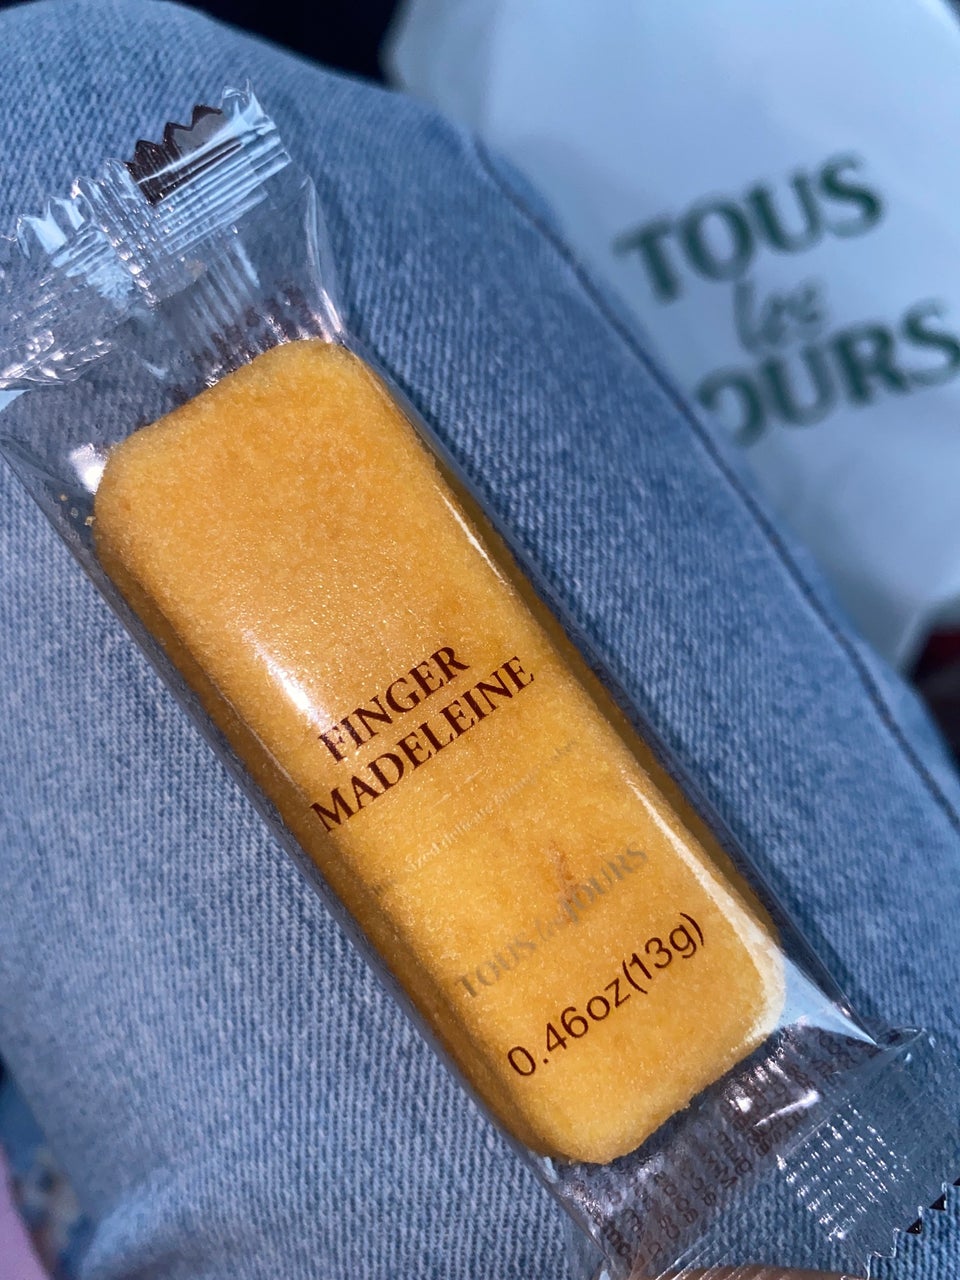 TOUS
les
JOURS
FINGER
MADELEINE
TOUS les JOURS
0.46oz(13g)